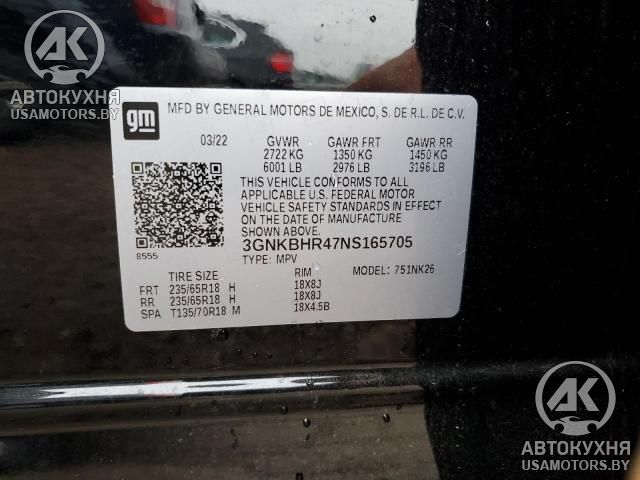 АК
АВТОКУХНЯ
USAMOTORS.BY
gm
MFD BY GENERAL MOTORS DE MEXICO, S. DE R.L. DE C.V.
03/22 GVWR GAWR FRT GAWR RR
2722 KG 1350 KG 1450 KG
6001 LB 2976 LB 3196 LB
THIS VEHICLE CONFORMS TO ALL
APPLICABLE U.S. FEDERAL MOTOR
VEHICLE SAFETY STANDARDS IN EFFECT
ON THE DATE OF MANUFACTURE
SHOWN ABOVE.
8555
3GNKBHR47NS165705
TYPE: MPV
TIRE SIZE RIM MODEL: 751NK26
FRT 235/65R18 H 18X8J
RR 235/65R18 H 18X8J
SPA T135/70R18 M 18X4.5B
АК
АВТОКУХНЯ
USAMOTORS.BY